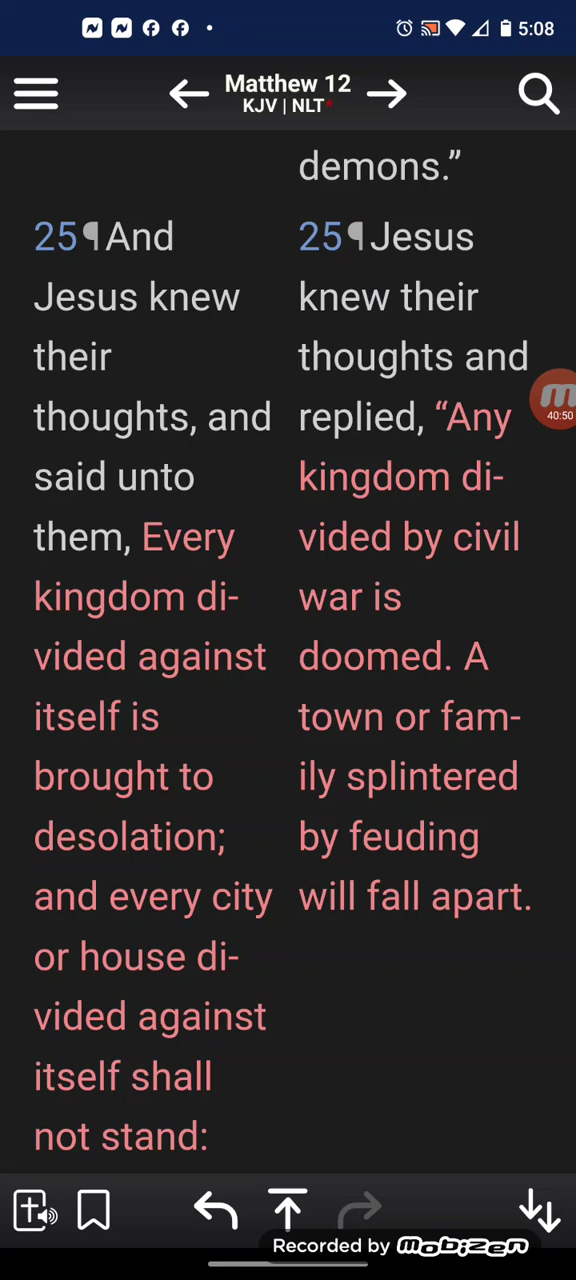 5:08
Matthew 12
KJV | NLT*
demons.”
25 ¶And
Jesus knew
their
thoughts, and
said unto
them, Every
kingdom di-
vided against
itself is
brought to
desolation;
and every city
or house di-
vided against
itself shall
not stand:
25 ¶Jesus
knew their
thoughts and
replied, “Any
kingdom di-
vided by civil
war is
doomed. A
town or fam-
ily splintered
by feuding
will fall apart.
40:50
Recorded by mobizen